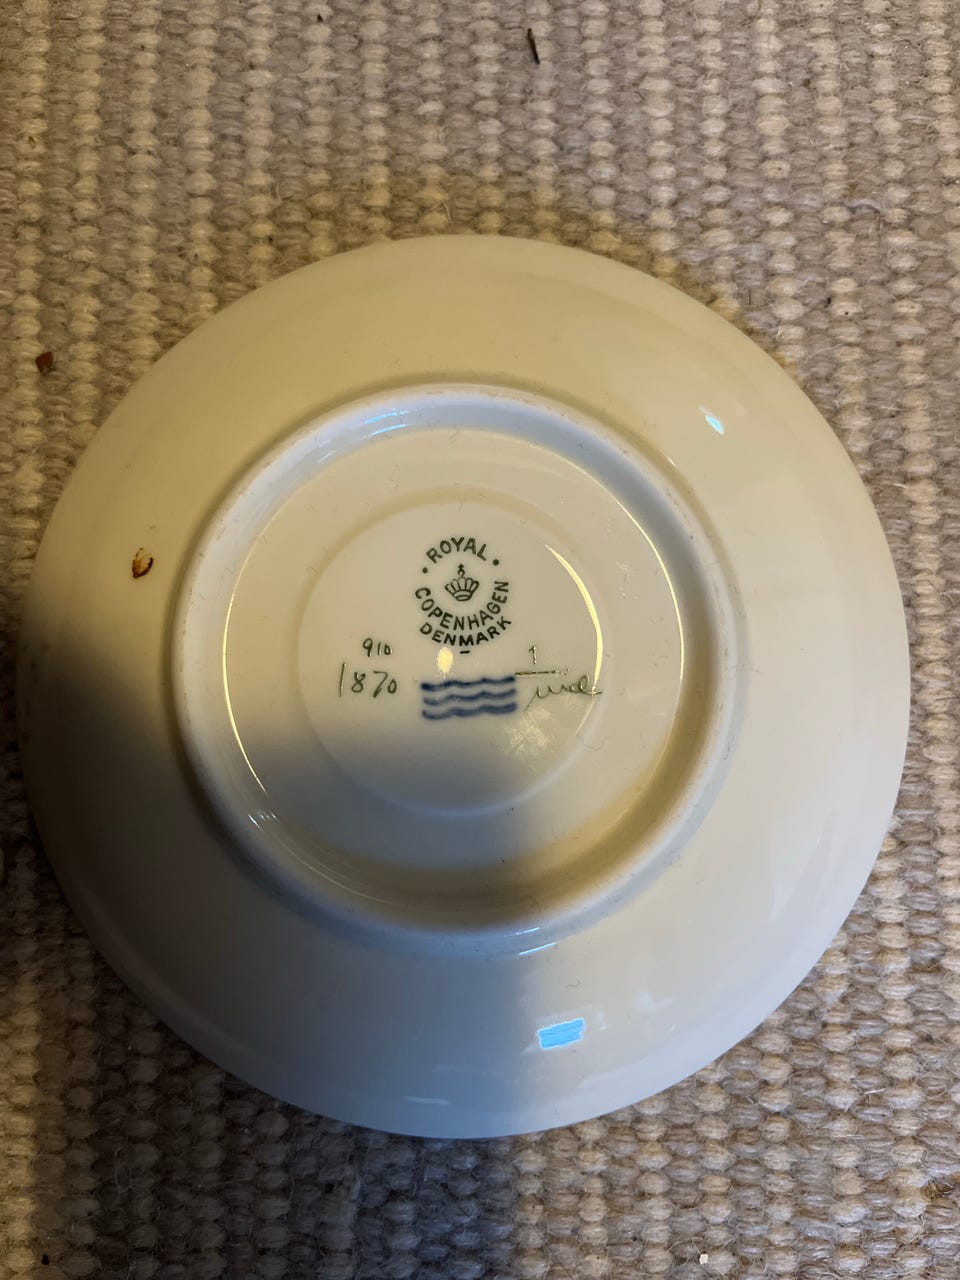 ROYAL
COPENHAGEN
DENMARK
910
1870
1